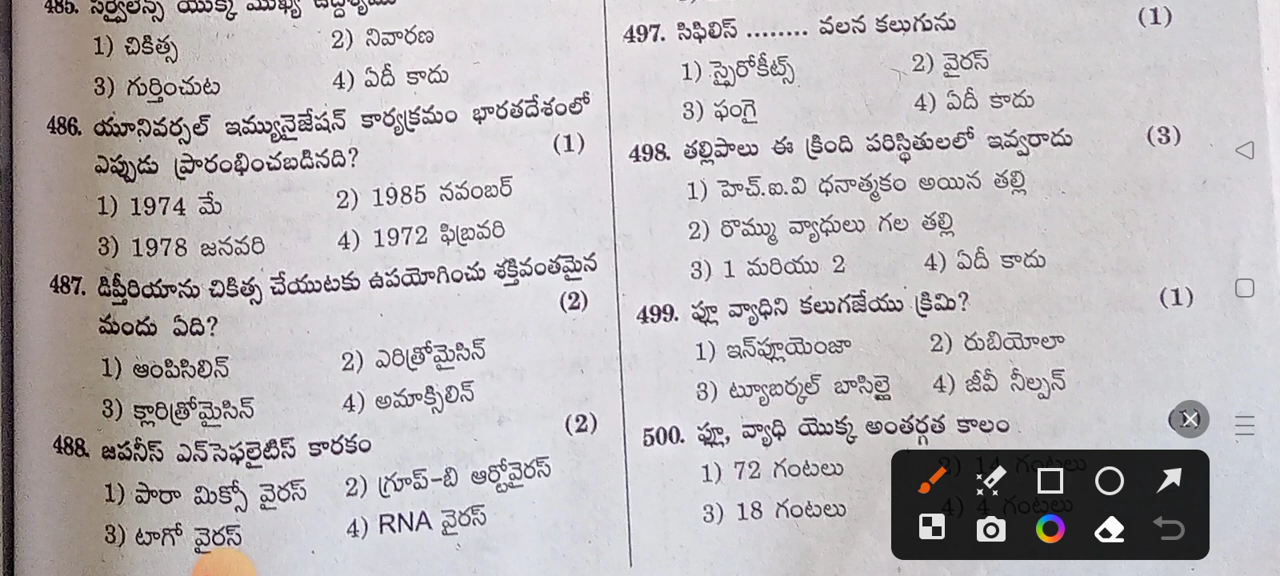 485. సర్వైలెన్స్ యొక్క ముఖ్య ఉద్దేశ్యము
1) చికిత్స 2) నివారణ
3) గుర్తించుట 4) ఏదీ కాదు
486. యూనివర్సల్ ఇమ్యునైజేషన్ కార్యక్రమం భారతదేశంలో
ఎప్పుడు ప్రారంభించబడినది? (1)
1) 1974 మే 2) 1985 నవంబర్
3) 1978 జనవరి 4) 1972 ఫిబ్రవరి
487. డిప్తీరియాను చికిత్స చేయుటకు ఉపయోగించు శక్తివంతమైన
మందు ఏది? (2)
1) ఆంపిసిలిన్ 2) ఎరిత్రోమైసిన్
3) క్లారిత్రోమైసిన్ 4) అమాక్సిలిన్
488. జపనీస్ ఎన్‌సెఫలైటిస్ కారకం (2)
1) పారా మిక్సో వైరస్ 2) గ్రూప్-బి ఆర్బోవైరస్
3) టాగో వైరస్ 4) RNA వైరస్
497. సిఫిలిస్ ........ వలన కలుగును (1)
1) స్పైరోకీట్స్ 2) వైరస్
3) ఫంగై 4) ఏదీ కాదు
498. తల్లిపాలు ఈ క్రింది పరిస్థితులలో ఇవ్వరాదు (3)
1) హెచ్.ఐ.వి ధనాత్మకం అయిన తల్లి
2) రొమ్ము వ్యాధులు గల తల్లి
3) 1 మరియు 2 4) ఏదీ కాదు
499. ఫ్లూ వ్యాధిని కలుగజేయు క్రిమి? (1)
1) ఇన్‌ఫ్లూయెంజా 2) రుబియోలా
3) ట్యూబర్కల్ బాసిల్లై 4) జీవీ నీల్సన్
500. ఫ్లూ, వ్యాధి యొక్క అంతర్గత కాలం
1) 72 గంటలు 2) 14 గంటలు
3) 18 గంటలు 4) 4 గంటలు